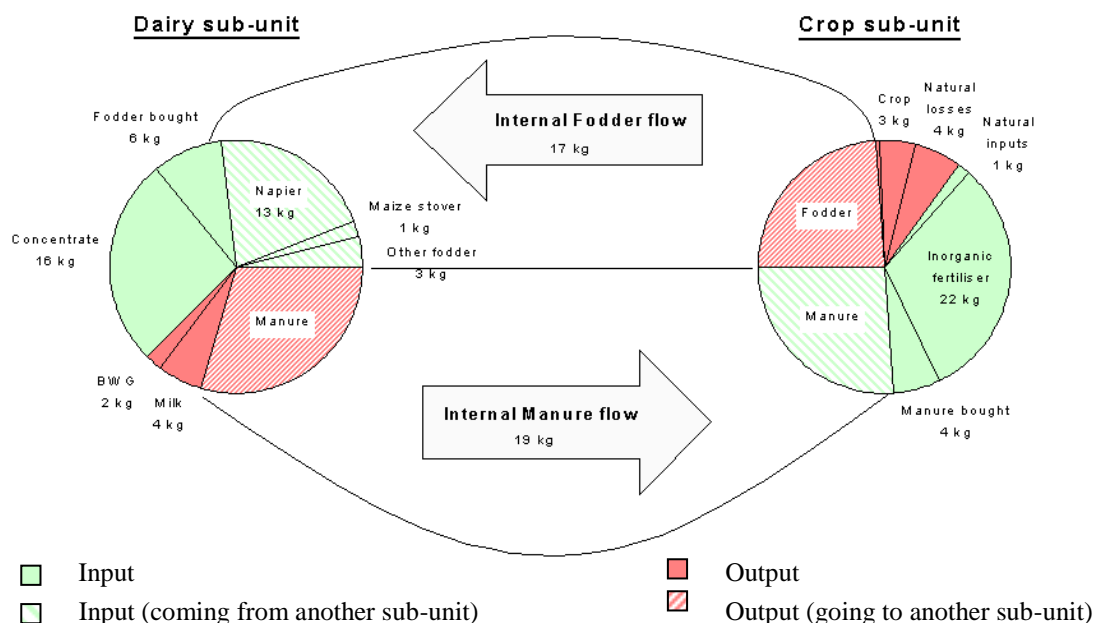 Dairy sub-unit
Crop sub-unit
Fodder bought
6 kg
Internal Fodder flow
17 kg
Crop
3 kg
Natural
losses
4 kg
Natural
inputs
1 kg
Napier
13 kg
Maize stover
1 kg
Other fodder
3 kg
Concentrate
16 kg
Manure
BWG
2 kg
Milk
4 kg
Fodder
Inorganic
fertiliser
22 kg
Manure
Manure bought
4 kg
Internal Manure flow
19 kg
Input
Output
Input (coming from another sub-unit)
Output (going to another sub-unit)